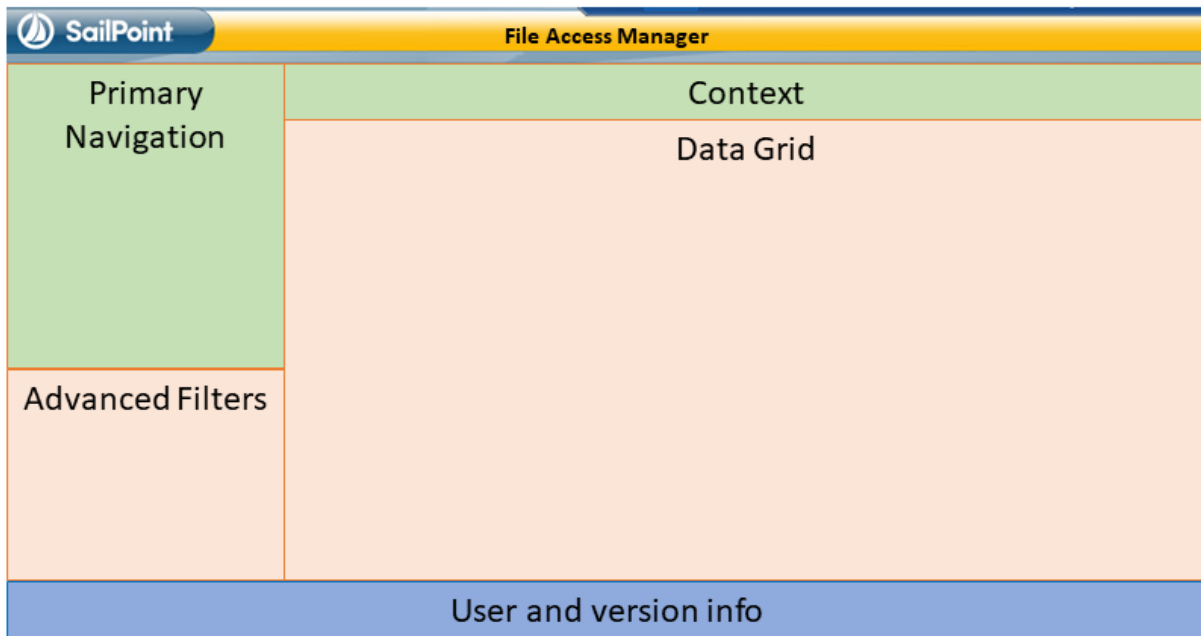 SailPoint
File Access Manager
Primary
Navigation
Context
Data Grid
Advanced Filters
User and version info